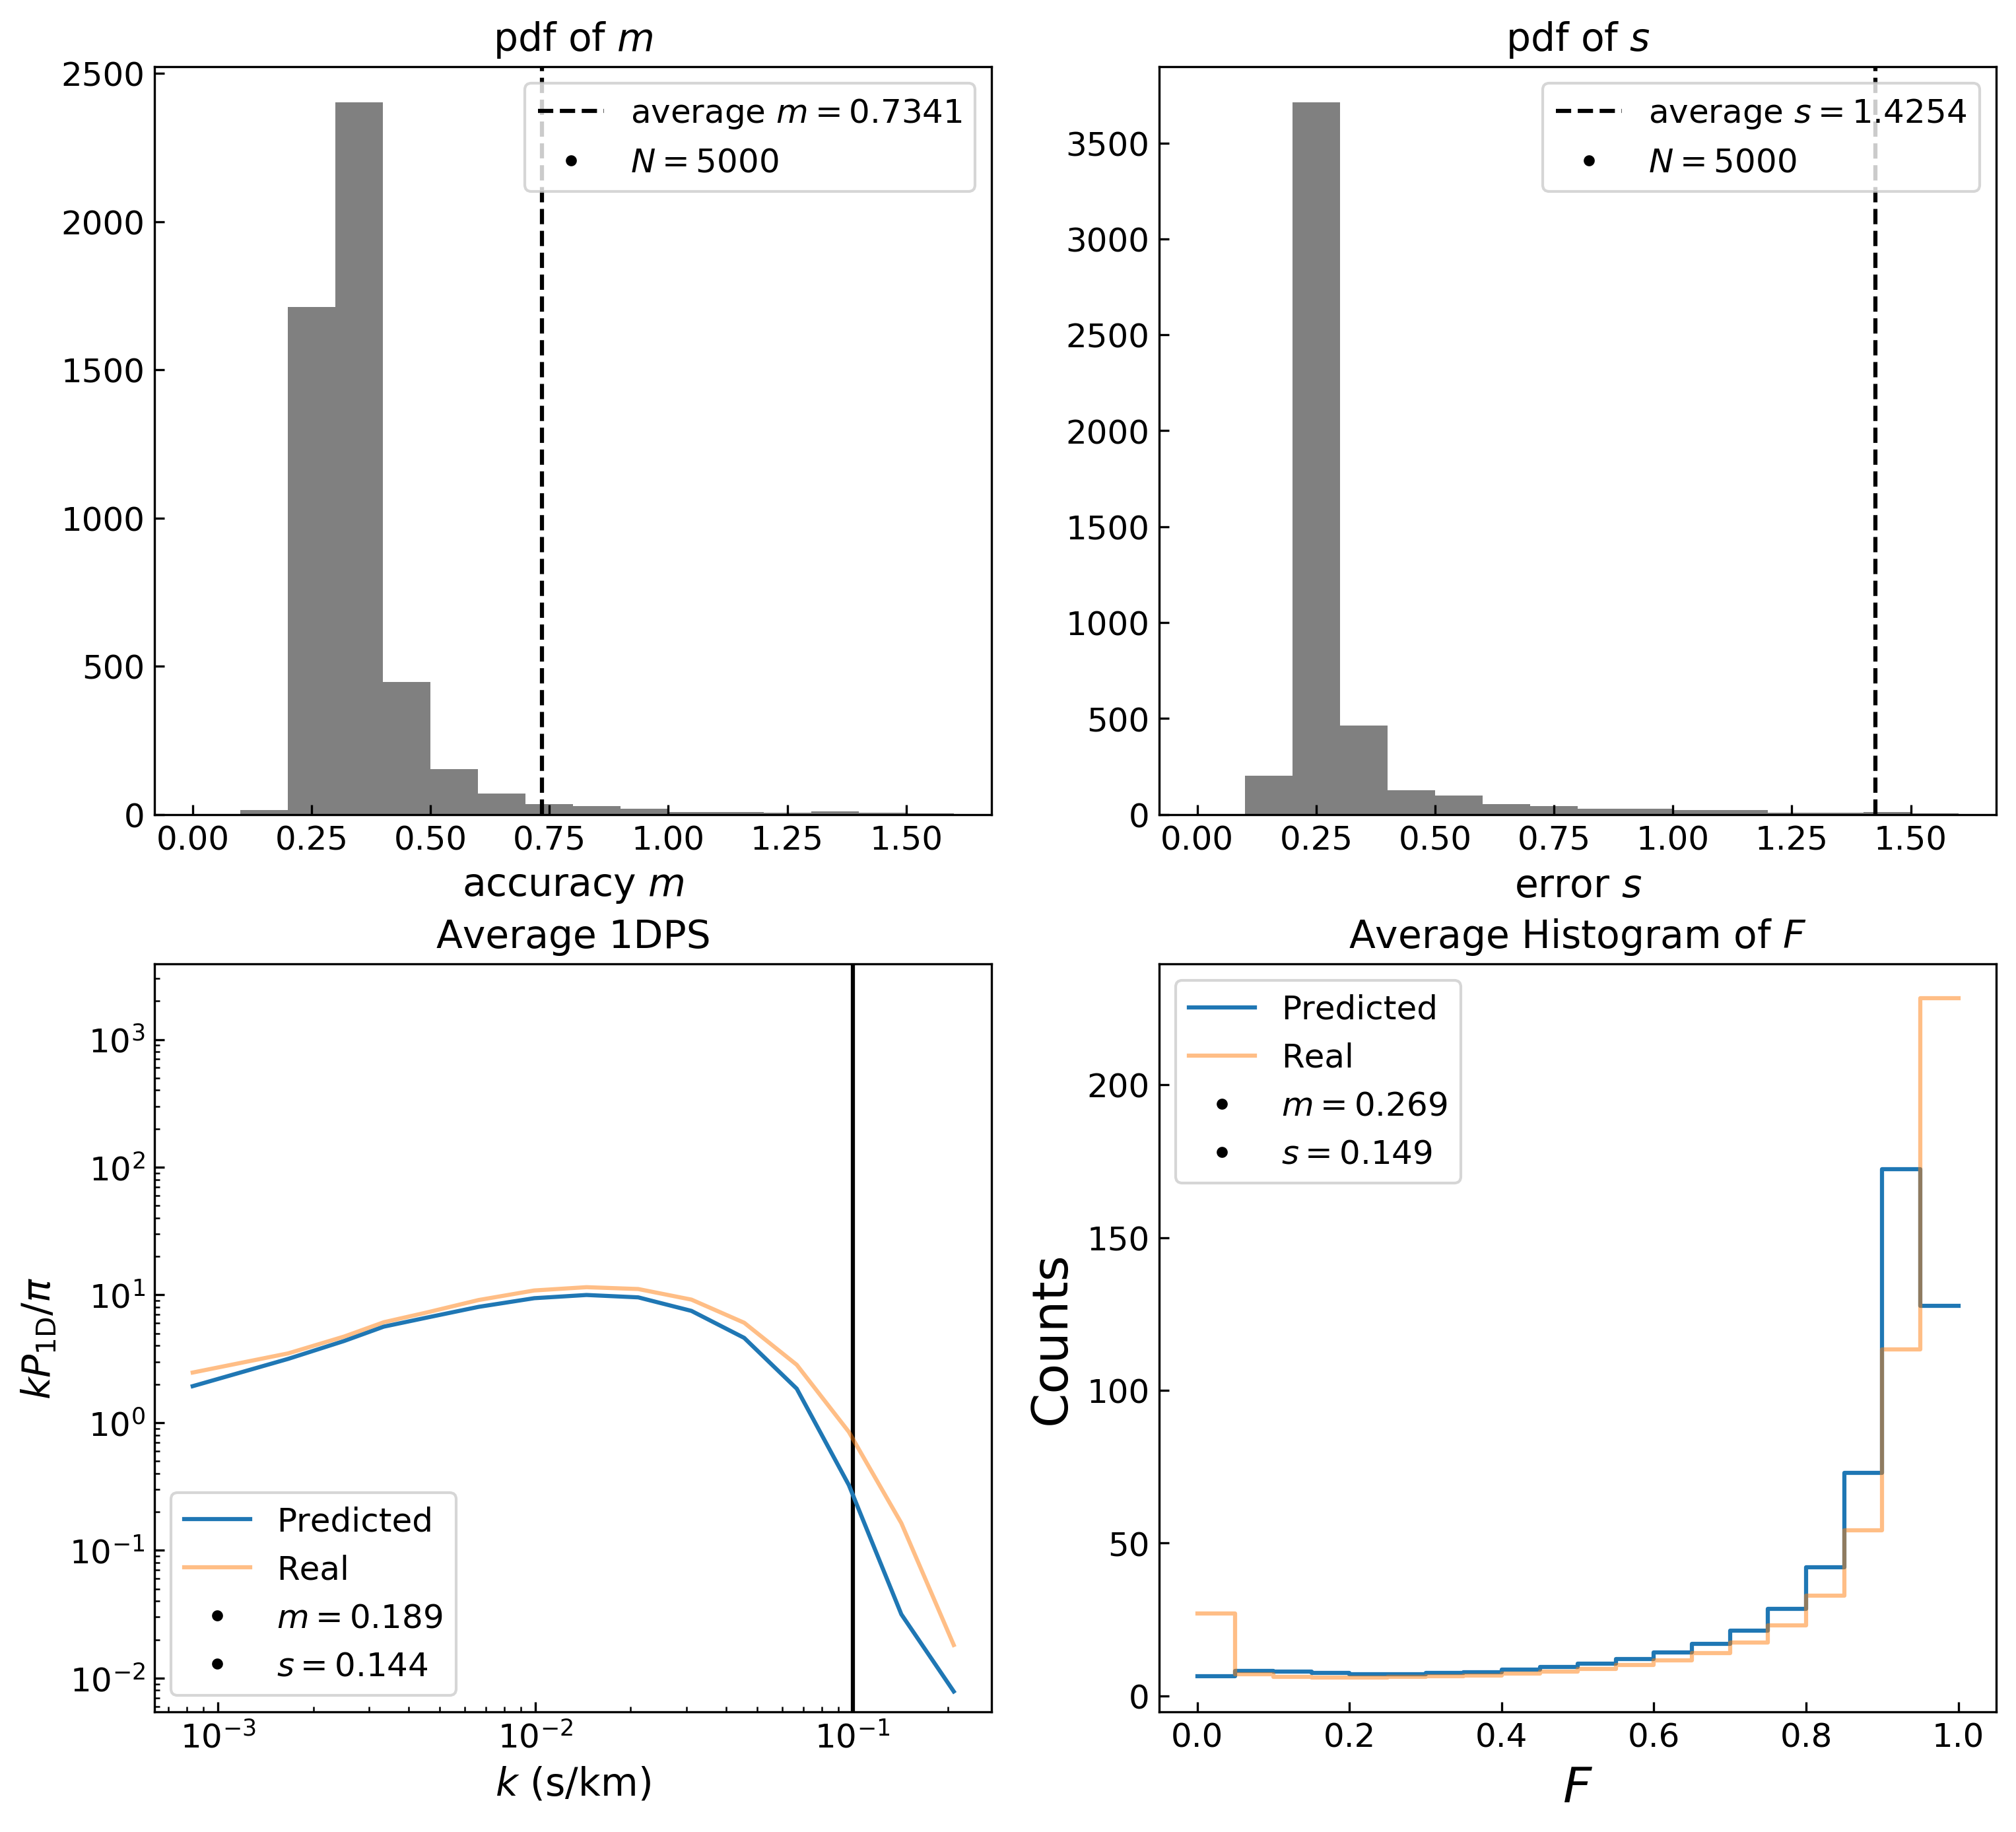 pdf of m
2500
2000
1500
1000
500
0
average m = 0.7341
N = 5000
0.00 0.25 0.50 0.75 1.00 1.25 1.50
accuracy m
pdf of s
3500
3000
2500
2000
1500
1000
500
0
average s = 1.4254
N = 5000
0.00 0.25 0.50 0.75 1.00 1.25 1.50
error s
Average 1DPS
kP₁D/π
10³
10²
10¹
10⁰
10⁻¹
10⁻²
Predicted
Real
m = 0.189
s = 0.144
10⁻³ 10⁻² 10⁻¹
k (s/km)
Average Histogram of F
Counts
200
150
100
50
0
Predicted
Real
m = 0.269
s = 0.149
0.0 0.2 0.4 0.6 0.8 1.0
F